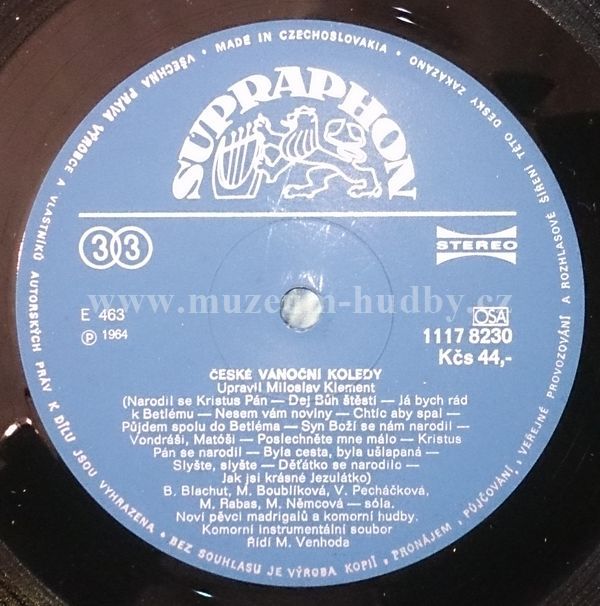 VŠECHNA PRÁVA VÝROBCE A VLASTNÍKŮ AUTORSKÝCH PRÁV K DÍLU JSOU VYHRAZENA • BEZ SOUHLASU JE VÝROBA KOPIÍ, PRONÁJEM, PŮJČOVÁNÍ, VEŘEJNÉ PROVOZOVÁNÍ A ROZHLASOVÉ ŠÍŘENÍ TÉTO DESKY ZAKÁZÁNO • MADE IN CZECHOSLOVAKIA •
SUPRAPHON
33 STEREO
www.muzeum-hudby.cz
E 463 OSA
Ⓟ 1964 1117 8230
Kčs 44,-
ČESKÉ VÁNOČNÍ KOLEDY
Upravil Miloslav Klement
(Narodil se Kristus Pán — Dej Bůh štěstí — Já bych rád
k Betlému — Nesem vám noviny — Chtíc aby spal —
Půjdem spolu do Betléma — Syn Boží se nám narodil —
Vondráši, Matóši — Poslechněte mne málo — Kristus
Pán se narodil — Byla cesta, byla ušlapaná —
Slyšte, slyšte — Děťátko se narodilo —
Jak jsi krásné Jezulátko)
B. Blachut, M. Boublíková, V. Pecháčková,
M. Rabas, M. Němcová — sóla.
Noví pěvci madrigalů a komorní hudby.
Komorní instrumentální soubor
Řídí M. Venhoda